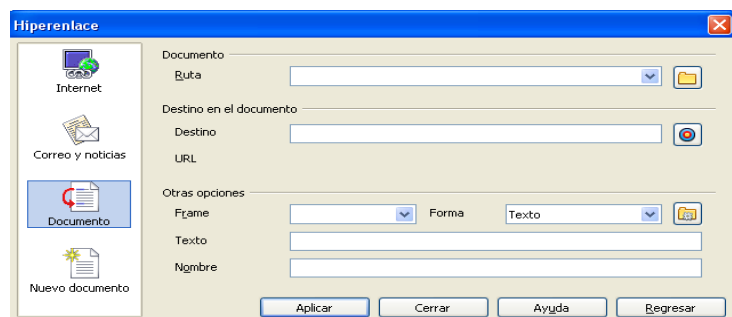 Hiperenlace
Internet
Correo y noticias
Documento
Nuevo documento
Documento
Ruta
Destino en el documento
Destino
URL
Otras opciones
Frame
Forma
Texto
Texto
Nombre
Aplicar
Cerrar
Ayuda
Regresar